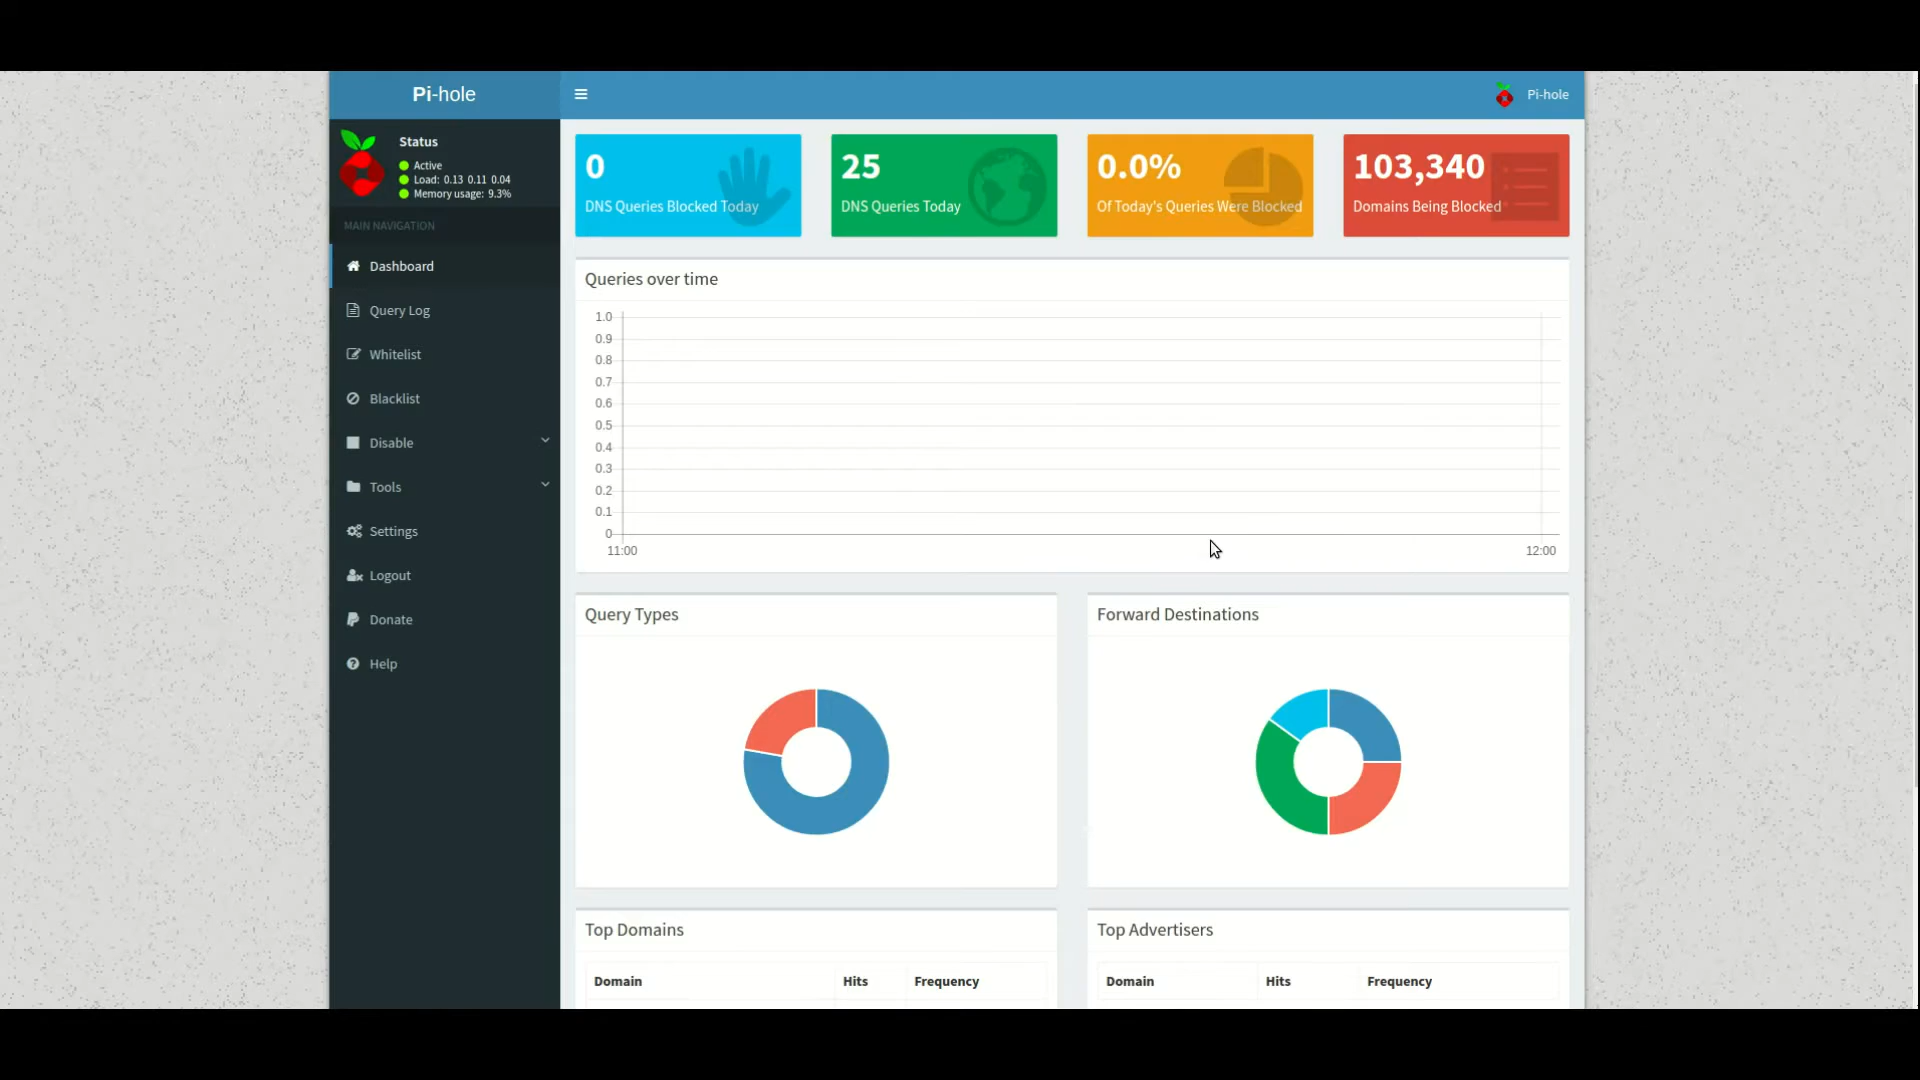 Pi-hole
Pi-hole
Status
Active
Load: 0.13 0.11 0.04
Memory usage: 9.3%
MAIN NAVIGATION
Dashboard
Query Log
Whitelist
Blacklist
Disable
Tools
Settings
Logout
Donate
Help
0
DNS Queries Blocked Today
25
DNS Queries Today
0.0%
Of Today's Queries Were Blocked
103,340
Domains Being Blocked
Queries over time
1.0
0.9
0.8
0.7
0.6
0.5
0.4
0.3
0.2
0.1
0
11:00 12:00
Query Types
Forward Destinations
Top Domains
Domain Hits Frequency
Top Advertisers
Domain Hits Frequency